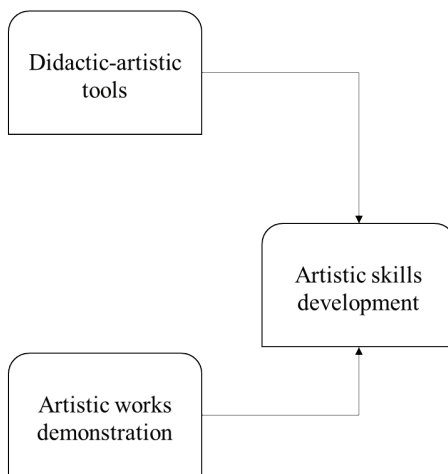 Didactic-artistic
tools
Artistic skills
development
Artistic works
demonstration